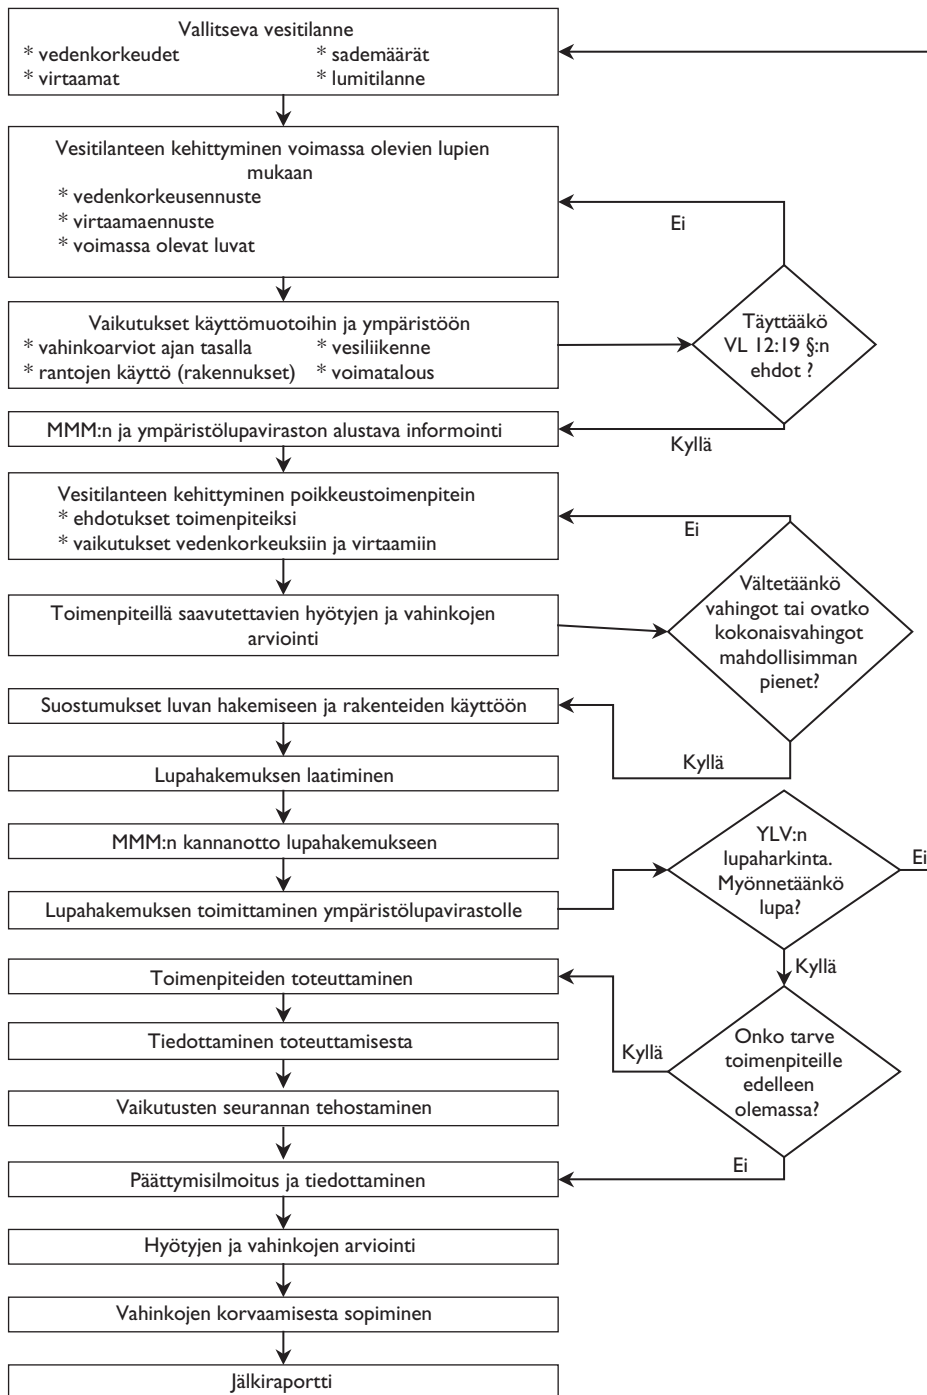 Vallitseva vesitilanne
* vedenkorkeudet * sademäärät
* virtaamat * lumitilanne
Vesitilanteen kehittyminen voimassa olevien lupien
mukaan
* vedenkorkeusennuste
* virtaamaennuste
* voimassa olevat luvat
Ei
Vaikutukset käyttömuotoihin ja ympäristöön
* vahinkoarviot ajan tasalla * vesiliikenne
* rantojen käyttö (rakennukset) * voimatalous
Täyttääkö
VL 12:19 §:n
ehdot ?
MMM:n ja ympäristölupaviraston alustava informointi
Kyllä
Vesitilanteen kehittyminen poikkeustoimenpitein
* ehdotukset toimenpiteiksi
* vaikutukset vedenkorkeuksiin ja virtaamiin
Ei
Toimenpiteillä saavutettavien hyötyjen ja vahinkojen
arviointi
Vältetäänkö
vahingot tai ovatko
kokonaisvahingot
mahdollisimman
pienet?
Suostumukset luvan hakemiseen ja rakenteiden käyttöön
Kyllä
Lupahakemuksen laatiminen
MMM:n kannanotto lupahakemukseen
Lupahakemuksen toimittaminen ympäristölupavirastolle
YLV:n
lupaharkinta.
Myönnetäänkö
lupa?
Ei
Kyllä
Toimenpiteiden toteuttaminen
Tiedottaminen toteuttamisesta
Kyllä
Onko tarve
toimenpiteille
edelleen
olemassa?
Vaikutusten seurannan tehostaminen
Ei
Päättymisilmoitus ja tiedottaminen
Hyötyjen ja vahinkojen arviointi
Vahinkojen korvaamisesta sopiminen
Jälkiraportti